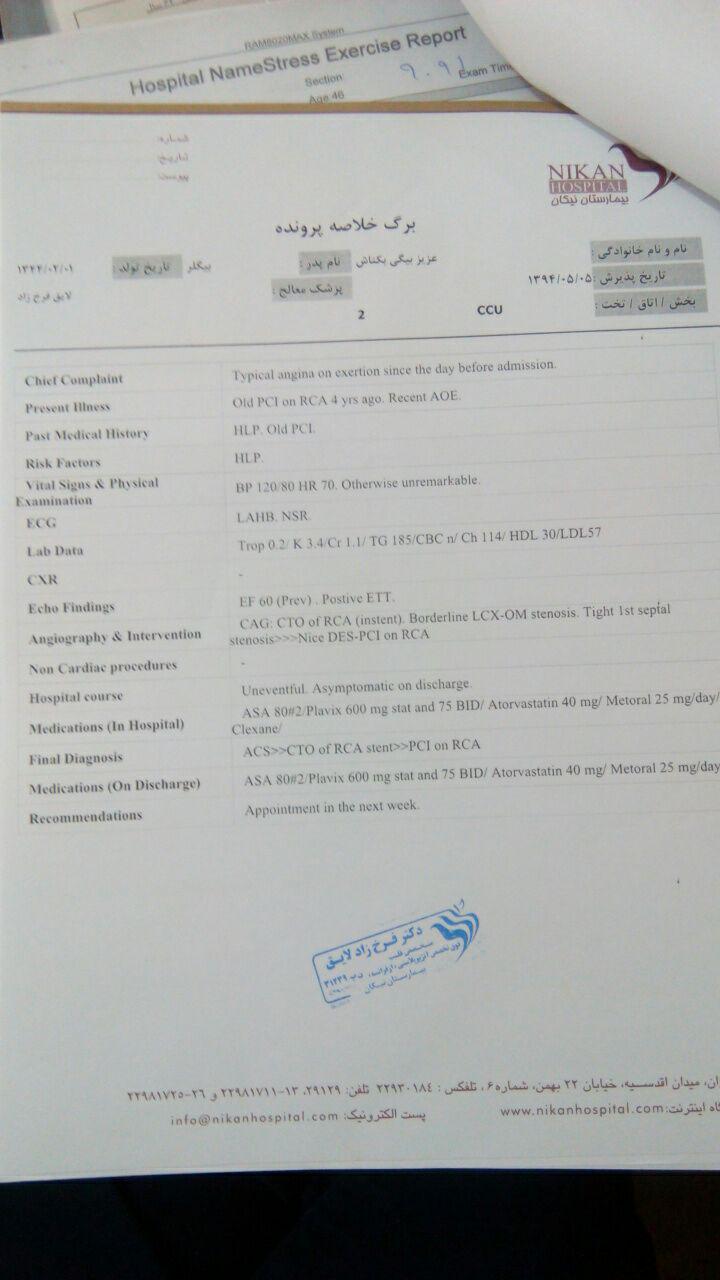 RAM8020MAX System
Hospital NameStress Exercise Report
Section
۹.۹۱
Exam Time
Age 46
شماره:
تاریخ:
پیوست:
NIKAN
HOSPITAL
بیمارستان نیکان
برگ خلاصه پرونده
نام و نام خانوادگی: عزیز بیگی بکتاش نام پدر: بیگلر تاریخ تولد: ۱۳۴۴/۰۲/۰۱
تاریخ پذیرش: ۱۳۹۴/۰۵/۰۵ پزشک معالج: لایق فرخ زاد
بخش / اتاق / تخت: CCU 2
Chief Complaint Typical angina on exertion since the day before admission.
Present Illness Old PCI on RCA 4 yrs ago. Recent AOE.
Past Medical History HLP. Old PCI.
Risk Factors HLP.
Vital Signs & Physical
Examination BP 120/80 HR 70. Otherwise unremarkable.
ECG LAHB. NSR.
Lab Data Trop 0.2/ K 3.4/Cr 1.1/ TG 185/CBC n/ Ch 114/ HDL 30/LDL57
CXR -
Echo Findings EF 60 (Prev) . Postive ETT.
Angiography & Intervention CAG: CTO of RCA (instent). Borderline LCX-OM stenosis. Tight 1st septal
stenosis>>>Nice DES-PCI on RCA
Non Cardiac procedures -
Hospital course Uneventful. Asymptomatic on discharge.
Medications (In Hospital) ASA 80#2/Plavix 600 mg stat and 75 BID/ Atorvastatin 40 mg/ Metoral 25 mg/day/
Clexane/
Final Diagnosis ACS>>CTO of RCA stent>>PCI on RCA
Medications (On Discharge) ASA 80#2/Plavix 600 mg stat and 75 BID/ Atorvastatin 40 mg/ Metoral 25 mg/day
Recommendations Appointment in the next week.
دکتر فرخ زاد لایق
متخصص قلب
فوق تخصص آنژیوپلاستی
ن.پ ۳۱۲۳۹
بیمارستان نیکان
میدان اقدسیه، خیابان ۲۲ بهمن، شماره ۶، تلفکس: ۲۲۹۳۰۱۸۴ تلفن: ۲۹۱۲۹، ۱۳-۲۲۹۸۱۷۱۱ و ۲۶-۲۲۹۸۱۷۲۵
اینترنت: www.nikanhospital.com پست الکترونیک: info@nikanhospital.com